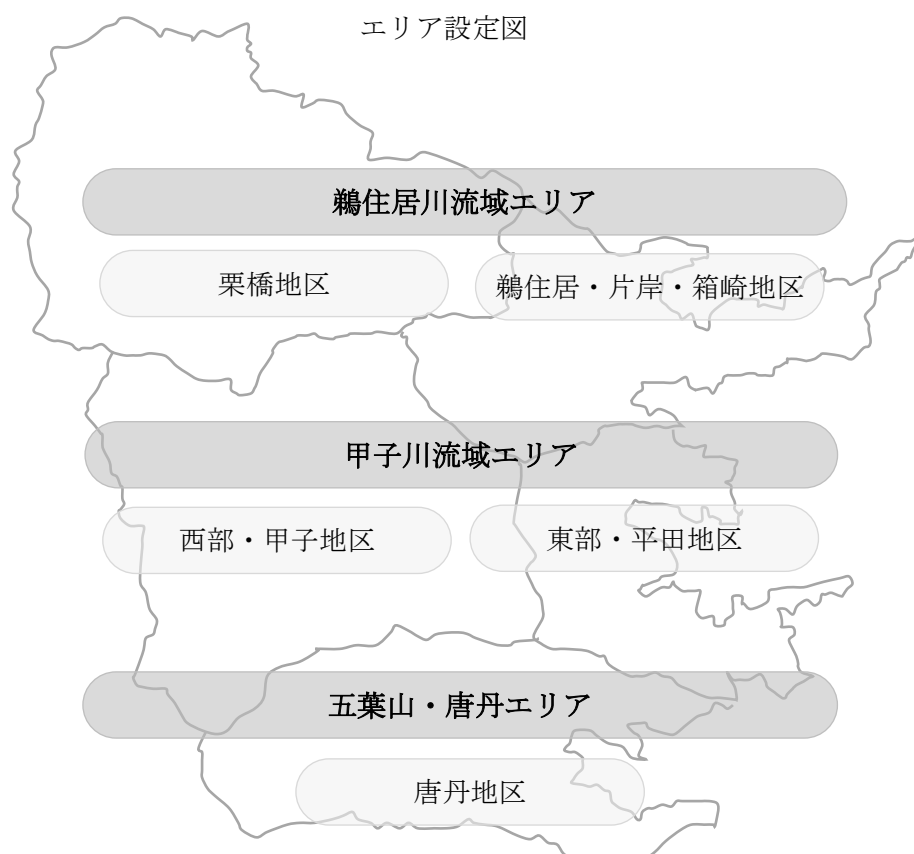 エリア設定図
鵜住居川流域エリア
栗橋地区
鵜住居・片岸・箱崎地区
甲子川流域エリア
西部・甲子地区
東部・平田地区
五葉山・唐丹エリア
唐丹地区